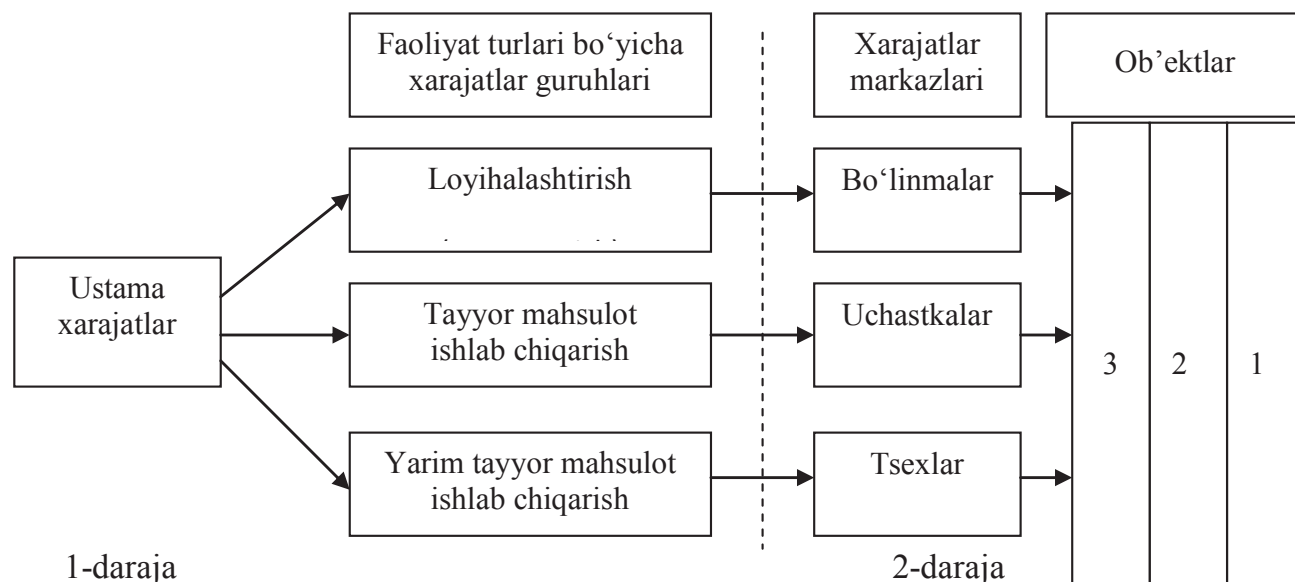 Faoliyat turlari bo‘yicha
xarajatlar guruhlari
Xarajatlar
markazlari
Ob’ektlar
Loyihalashtirish
Bo‘linmalar
Ustama
xarajatlar
Tayyor mahsulot
ishlab chiqarish
Uchastkalar
3 2 1
Yarim tayyor mahsulot
ishlab chiqarish
Tsexlar
1-daraja
2-daraja